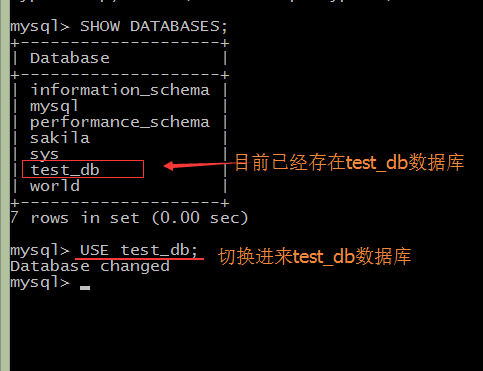 mysql> SHOW DATABASES;
+--------------------+
| Database           |
+--------------------+
| information_schema |
| mysql              |
| performance_schema |
| sakila             |
| sys                |
| test_db            | 目前已经存在test_db数据库
| world              |
+--------------------+
7 rows in set (0.00 sec)
mysql> USE test_db; 切换进来test_db数据库
Database changed
mysql> _